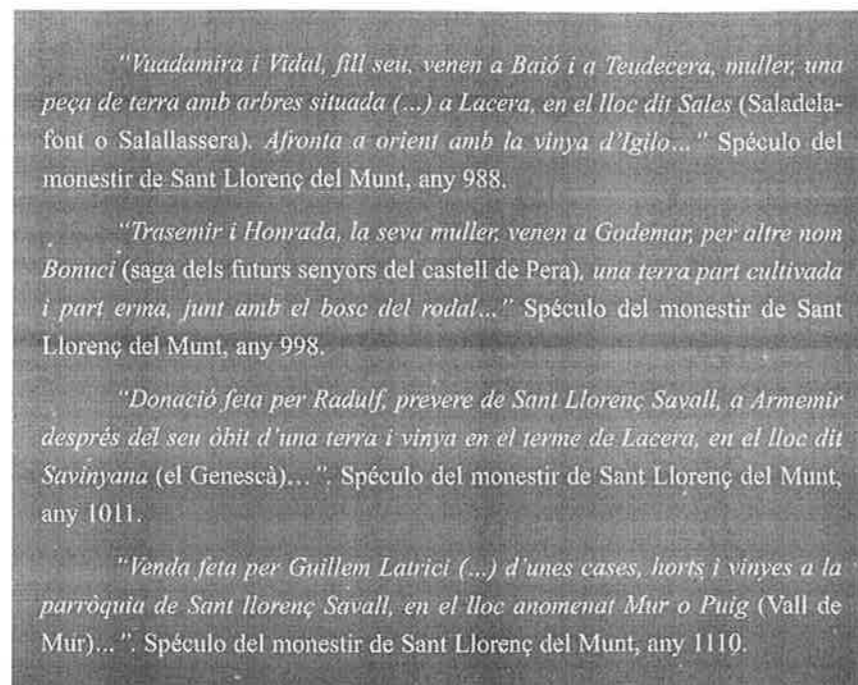 "Vuadamira i Vidal, fill seu, venen a Baió i a Teudecera, muller, una
peça de terra amb arbres situada (...) a Lacera, en el lloc dit Sales (Saladela-
font o Salallassera). Afronta a orient amb la vinya d'Igilo..." Spéculo del
monestir de Sant Llorenç del Munt, any 988.
"Trasemir i Honrada, la seva muller, venen a Godemar, per altre nom
Bonuci (saga dels futurs senyors del castell de Pera), una terra part cultivada
i part erma, junt amb el bosc del rodal..." Spéculo del monestir de Sant
Llorenç del Munt, any 998.
"Donació feta per Radulf, prevere de Sant Llorenç Savall, a Armemir
després del seu òbit d'una terra i vinya en el terme de Lacera, en el lloc dit
Savinyana (el Genescà)...". Spéculo del monestir de Sant Llorenç del Munt,
any 1011.
"Venda feta per Guillem Latrici (...) d'unes cases, horts i vinyes a la
parròquia de Sant llorenç Savall, en el lloc anomenat Mur o Puig (Vall de
Mur)...". Spéculo del monestir de Sant Llorenç del Munt, any 1110.